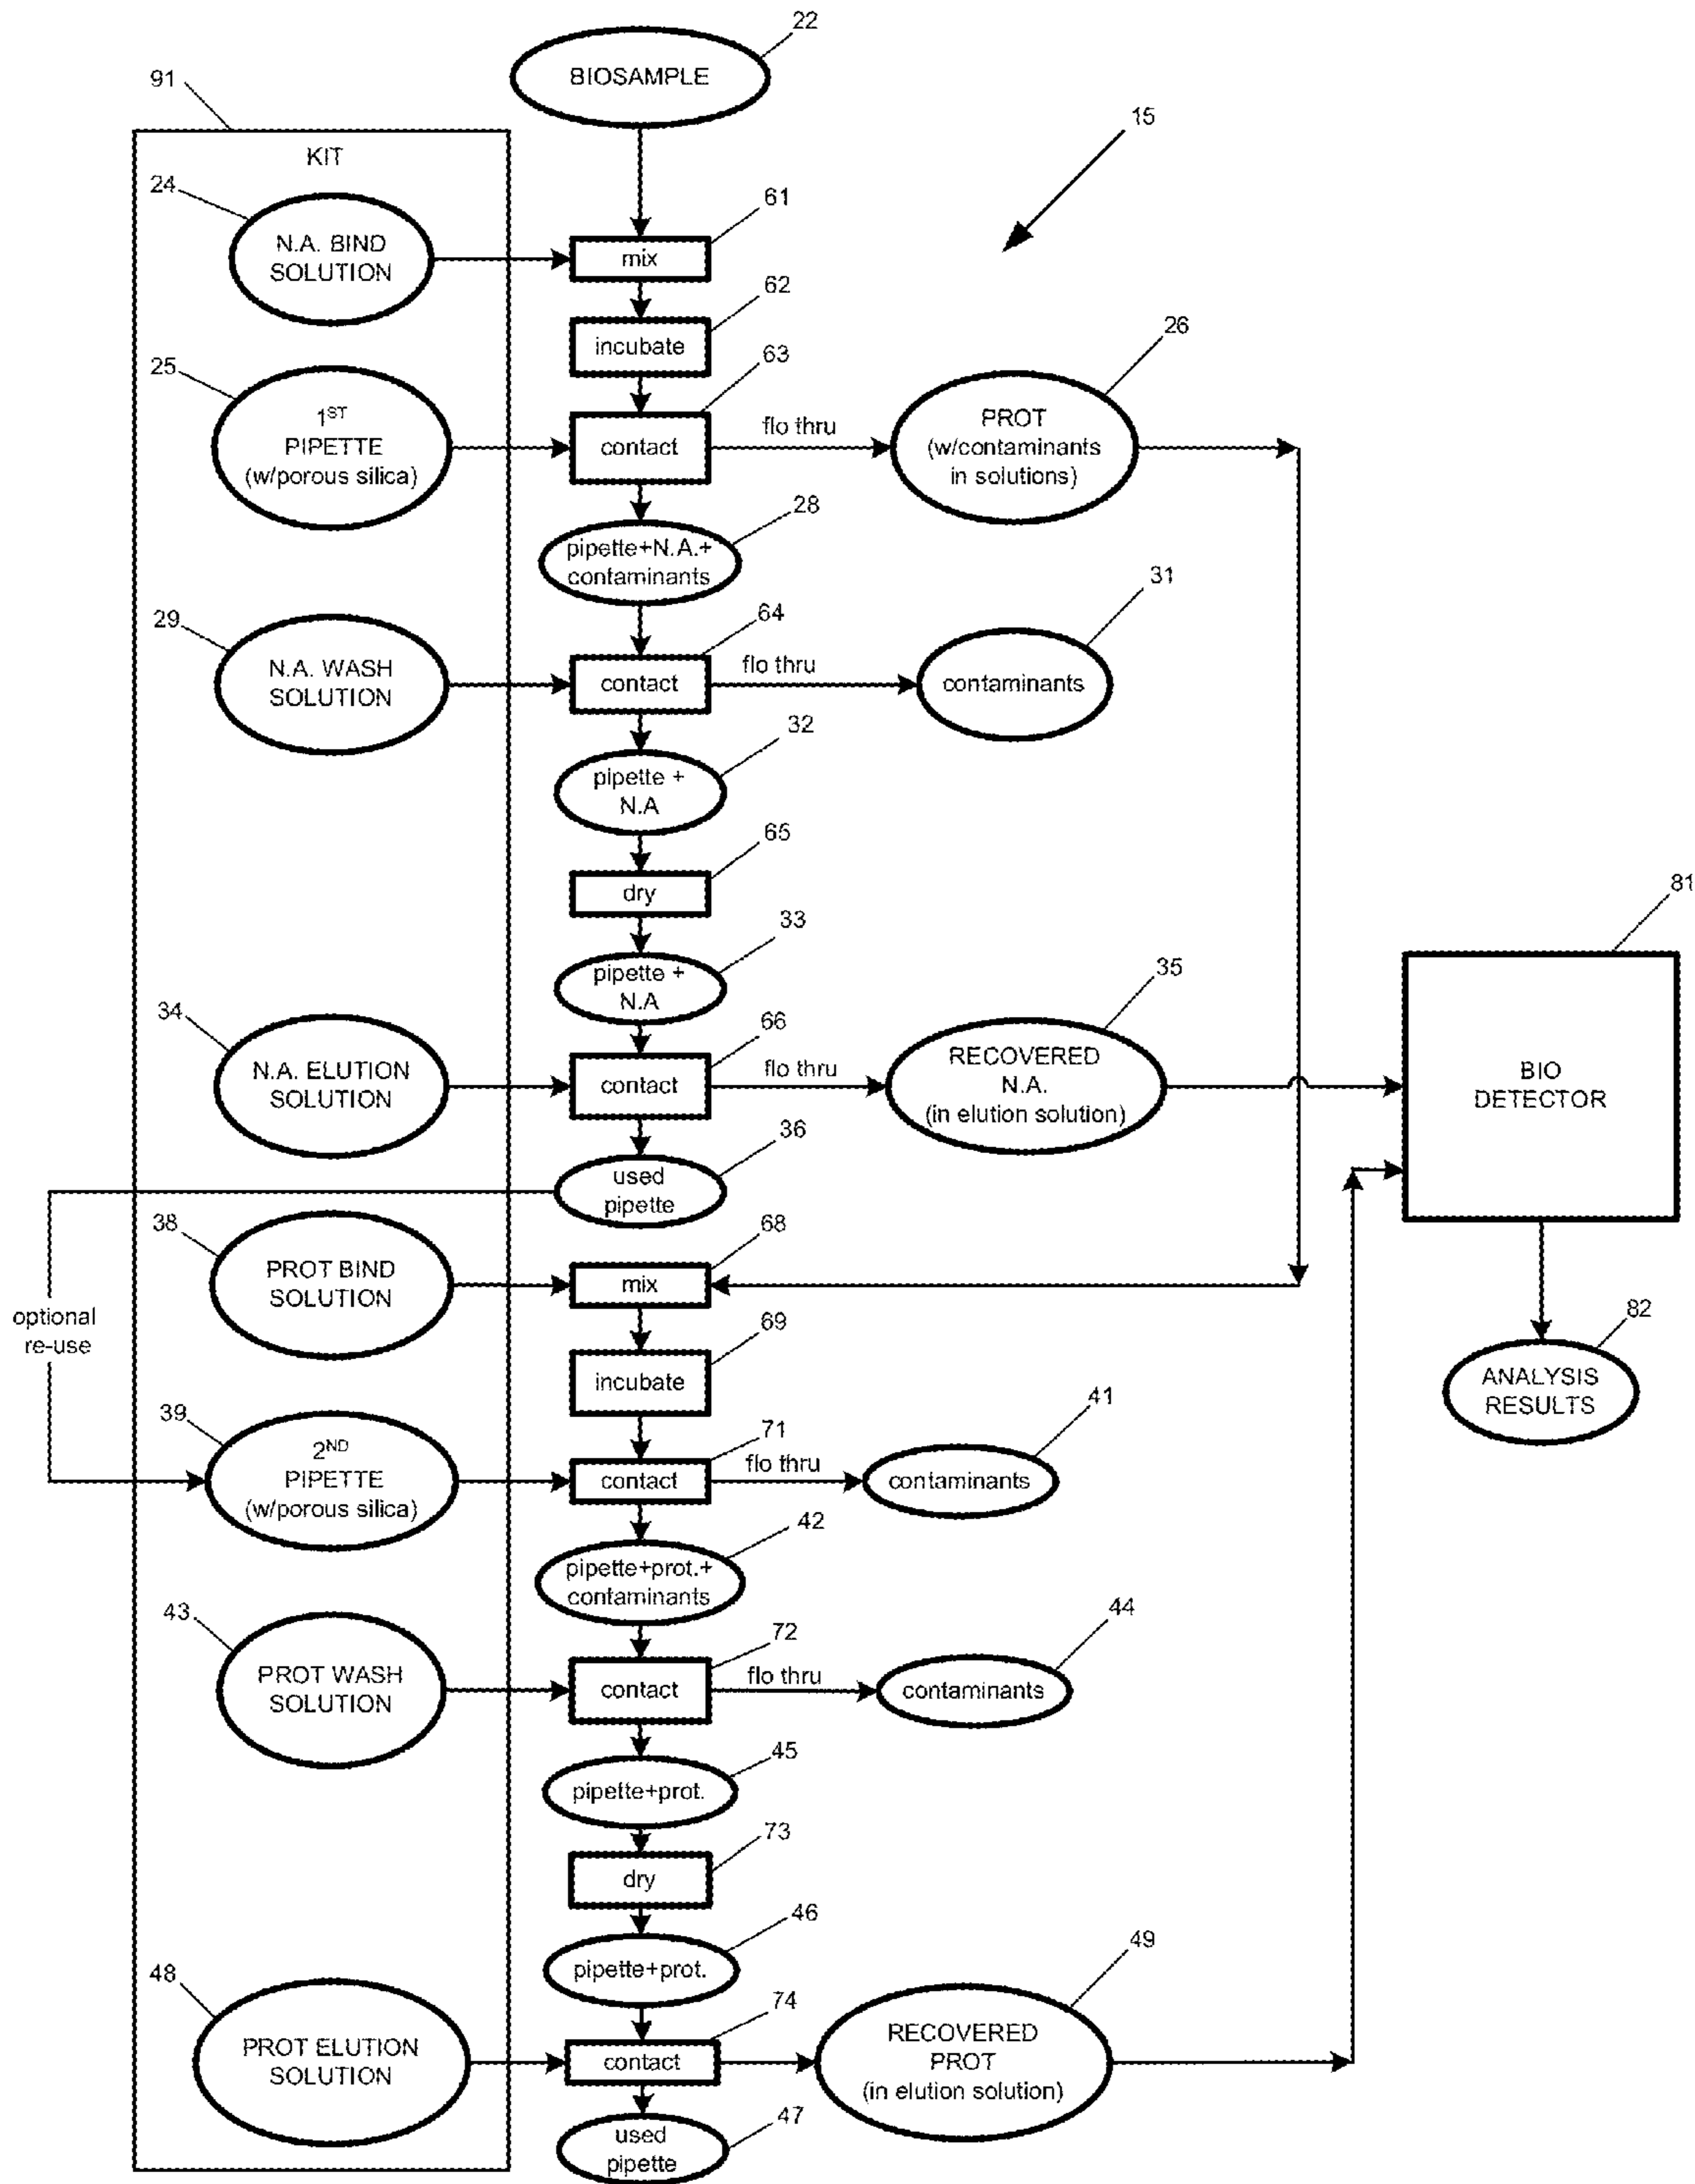 22
BIOSAMPLE
91
15
KIT
24
61
N.A. BIND
SOLUTION
mix
62
incubate
25
63
26
1ST
PIPETTE
(w/porous silica)
contact
flo thru
PROT
(w/contaminants
in solutions)
28
pipette+N.A.+
contaminants
29
64
31
N.A. WASH
SOLUTION
contact
flo thru
contaminants
32
pipette +
N.A
65
dry
81
33
pipette +
N.A
34
66
35
N.A. ELUTION
SOLUTION
contact
flo thru
RECOVERED
N.A.
(in elution solution)
BIO
DETECTOR
36
used
pipette
38
68
PROT BIND
SOLUTION
mix
optional
re-use
69
incubate
82
ANALYSIS
RESULTS
39
71
41
2ND
PIPETTE
(w/porous silica)
contact
flo thru
contaminants
42
pipette+prot.+
contaminants
43
72
44
PROT WASH
SOLUTION
contact
flo thru
contaminants
45
pipette+prot.
73
dry
46
pipette+prot.
48
74
49
PROT ELUTION
SOLUTION
contact
RECOVERED
PROT
(in elution solution)
47
used
pipette